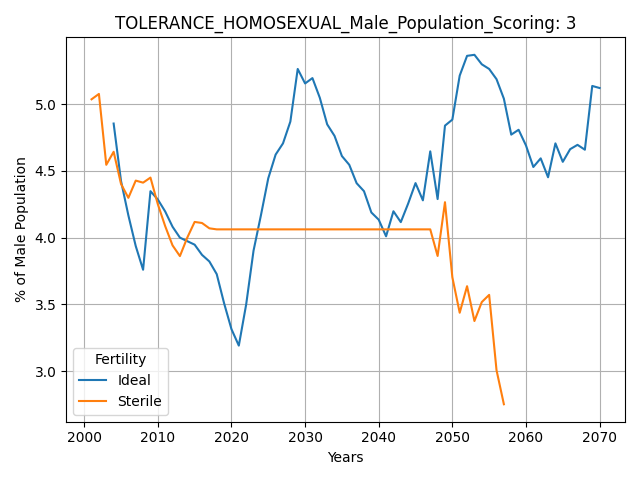 TOLERANCE_HOMOSEXUAL_Male_Population_Scoring: 3
% of Male Population
5.0
4.5
4.0
3.5
3.0
Fertility
Ideal
Sterile
2000 2010 2020 2030 2040 2050 2060 2070
Years